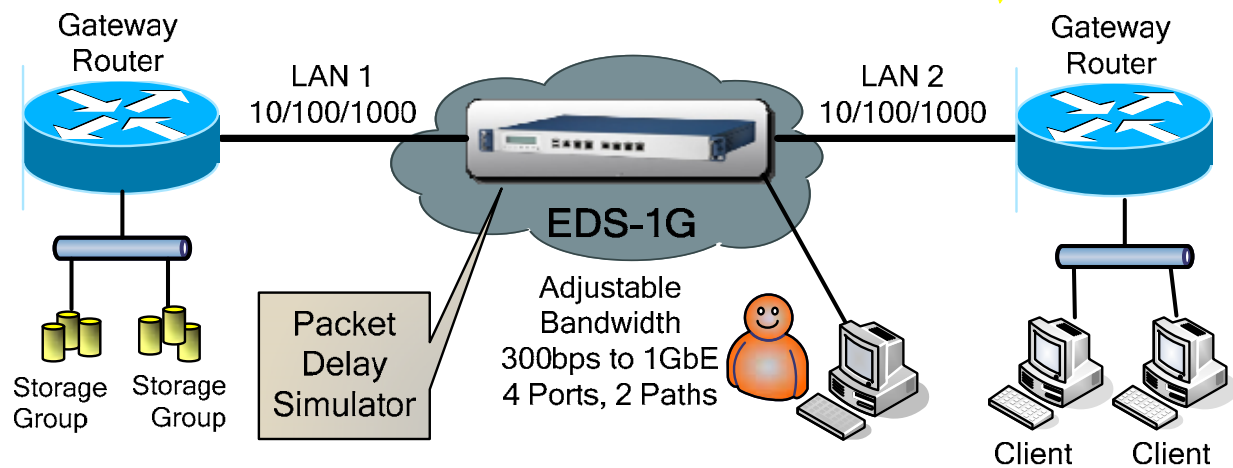 Gateway
Router
LAN 1
10/100/1000
LAN 2
10/100/1000
Gateway
Router
EDS-1G
Packet
Delay
Simulator
Adjustable
Bandwidth
300bps to 1GbE
4 Ports, 2 Paths
Storage
Group
Storage
Group
Client
Client